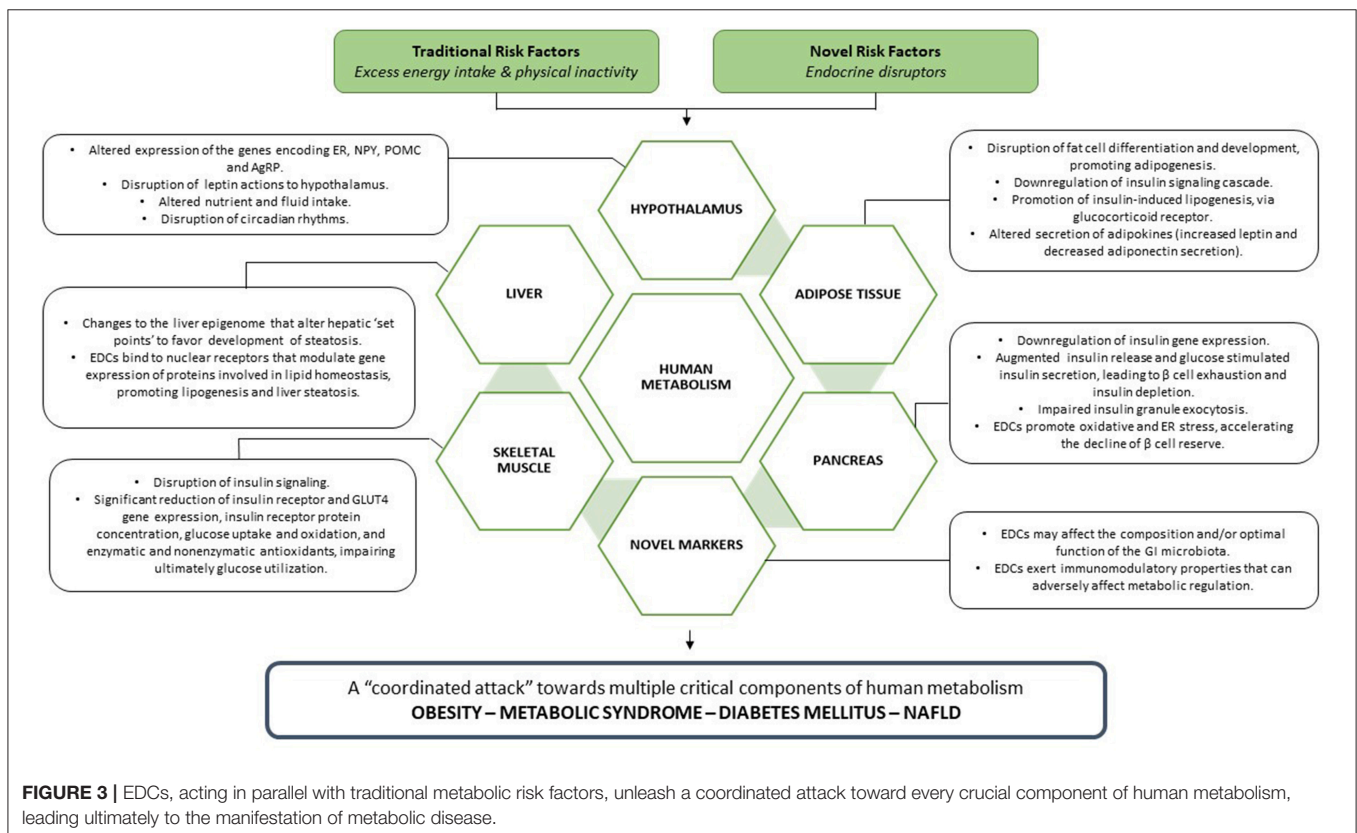 Traditional Risk Factors
Excess energy intake & physical inactivity
Novel Risk Factors
Endocrine disruptors
• Altered expression of the genes encoding ER, NPY, POMC
and AgRP.
• Disruption of leptin actions to hypothalamus.
• Altered nutrient and fluid intake.
• Disruption of circadian rhythms.
HYPOTHALAMUS
• Disruption of fat cell differentiation and development,
promoting adipogenesis.
• Downregulation of insulin signaling cascade.
• Promotion of insulin-induced lipogenesis, via
glucocorticoid receptor.
• Altered secretion of adipokines (increased leptin and
decreased adiponectin secretion).
LIVER
ADIPOSE TISSUE
• Changes to the liver epigenome that alter hepatic ‘set
points’ to favor development of steatosis.
• EDCs bind to nuclear receptors that modulate gene
expression of proteins involved in lipid homeostasis,
promoting lipogenesis and liver steatosis.
HUMAN
METABOLISM
• Downregulation of insulin gene expression.
• Augmented insulin release and glucose stimulated
insulin secretion, leading to β cell exhaustion and
insulin depletion.
• Impaired insulin granule exocytosis.
• EDCs promote oxidative and ER stress, accelerating
the decline of β cell reserve.
SKELETAL
MUSCLE
PANCREAS
• Disruption of insulin signaling.
• Significant reduction of insulin receptor and GLUT4
gene expression, insulin receptor protein
concentration, glucose uptake and oxidation, and
enzymatic and nonenzymatic antioxidants, impairing
ultimately glucose utilization.
NOVEL MARKERS
• EDCs may affect the composition and/or optimal
function of the GI microbiota.
• EDCs exert immunomodulatory properties that can
adversely affect metabolic regulation.
A “coordinated attack” towards multiple critical components of human metabolism
OBESITY – METABOLIC SYNDROME – DIABETES MELLITUS – NAFLD
FIGURE 3 | EDCs, acting in parallel with traditional metabolic risk factors, unleash a coordinated attack toward every crucial component of human metabolism,
leading ultimately to the manifestation of metabolic disease.